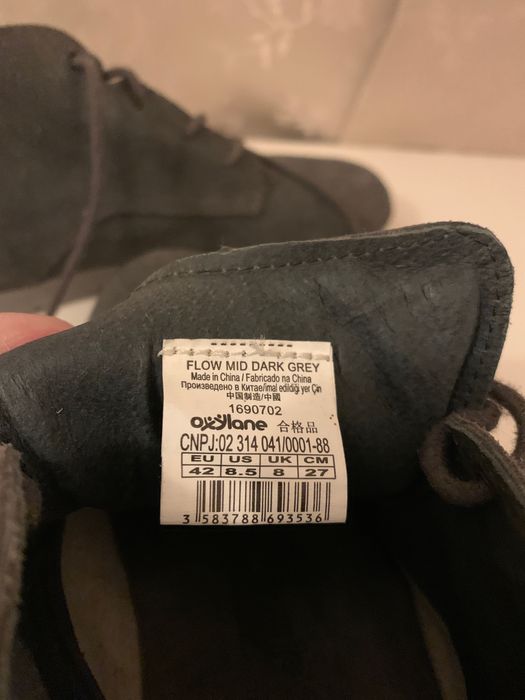 FLOW MID DARK GREY
Made in China / Fabricado na China
Произведено в Китае/imal edildiği yer Çin
中国制造/中國
1690702
oxylane 合格品
CNPJ:02 314 041/0001-88
EU US UK CM
42 8.5 8 27
3 583788 693536